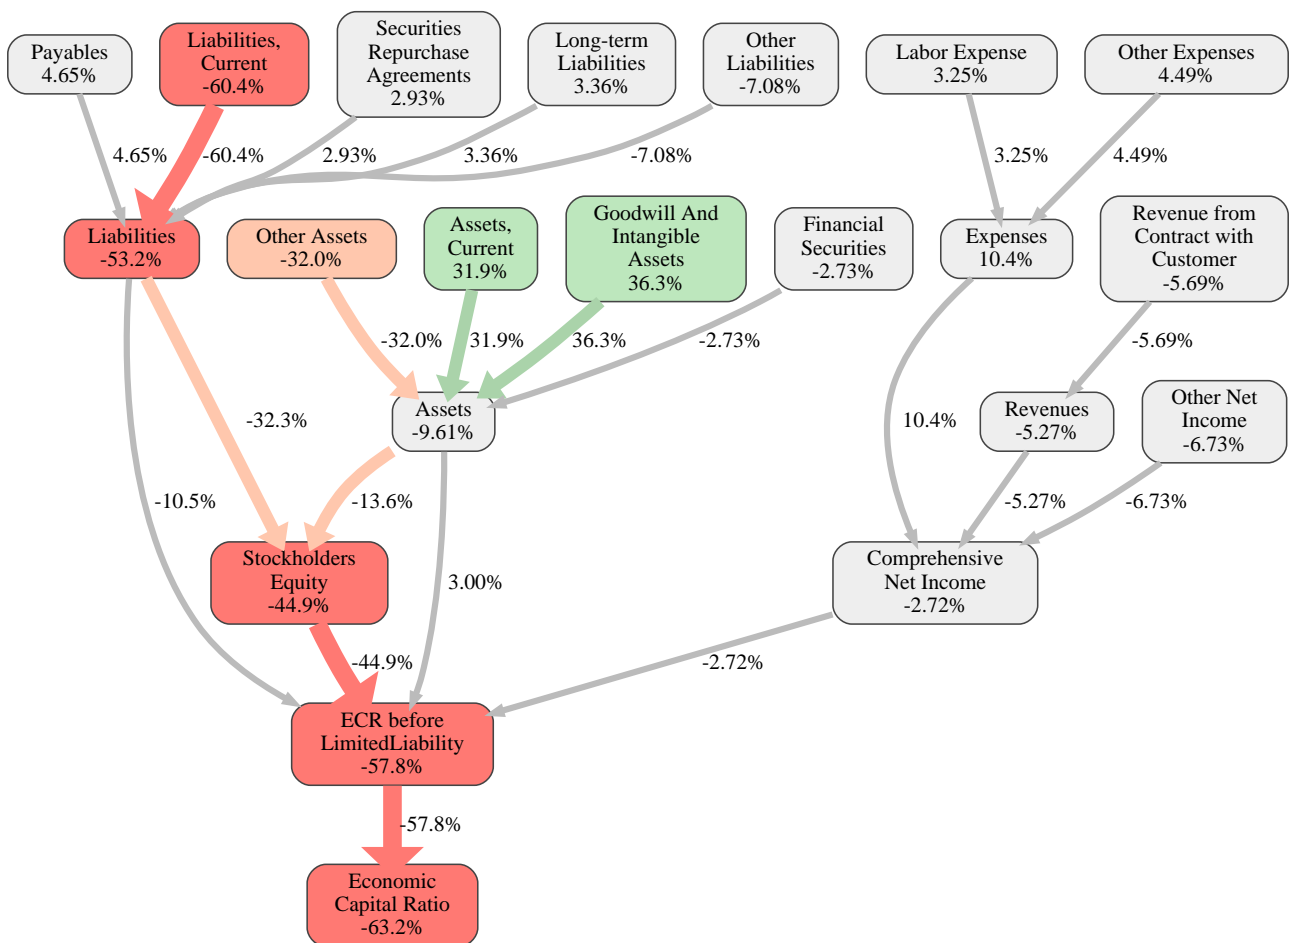 Payables
4.65%
Liabilities,
Current
-60.4%
Securities
Repurchase
Agreements
2.93%
Long-term
Liabilities
3.36%
Other
Liabilities
-7.08%
Labor Expense
3.25%
Other Expenses
4.49%
4.65%
-60.4%
2.93%
3.36%
-7.08%
3.25%
4.49%
Liabilities
-53.2%
Other Assets
-32.0%
Assets,
Current
31.9%
Goodwill And
Intangible
Assets
36.3%
Financial
Securities
-2.73%
Expenses
10.4%
Revenue from
Contract with
Customer
-5.69%
-32.0%
31.9%
36.3%
-2.73%
-5.69%
Assets
-9.61%
Revenues
-5.27%
Other Net
Income
-6.73%
-32.3%
10.4%
-10.5%
-13.6%
-5.27%
-6.73%
Stockholders
Equity
-44.9%
3.00%
Comprehensive
Net Income
-2.72%
-44.9%
-2.72%
ECR before
LimitedLiability
-57.8%
-57.8%
Economic
Capital Ratio
-63.2%